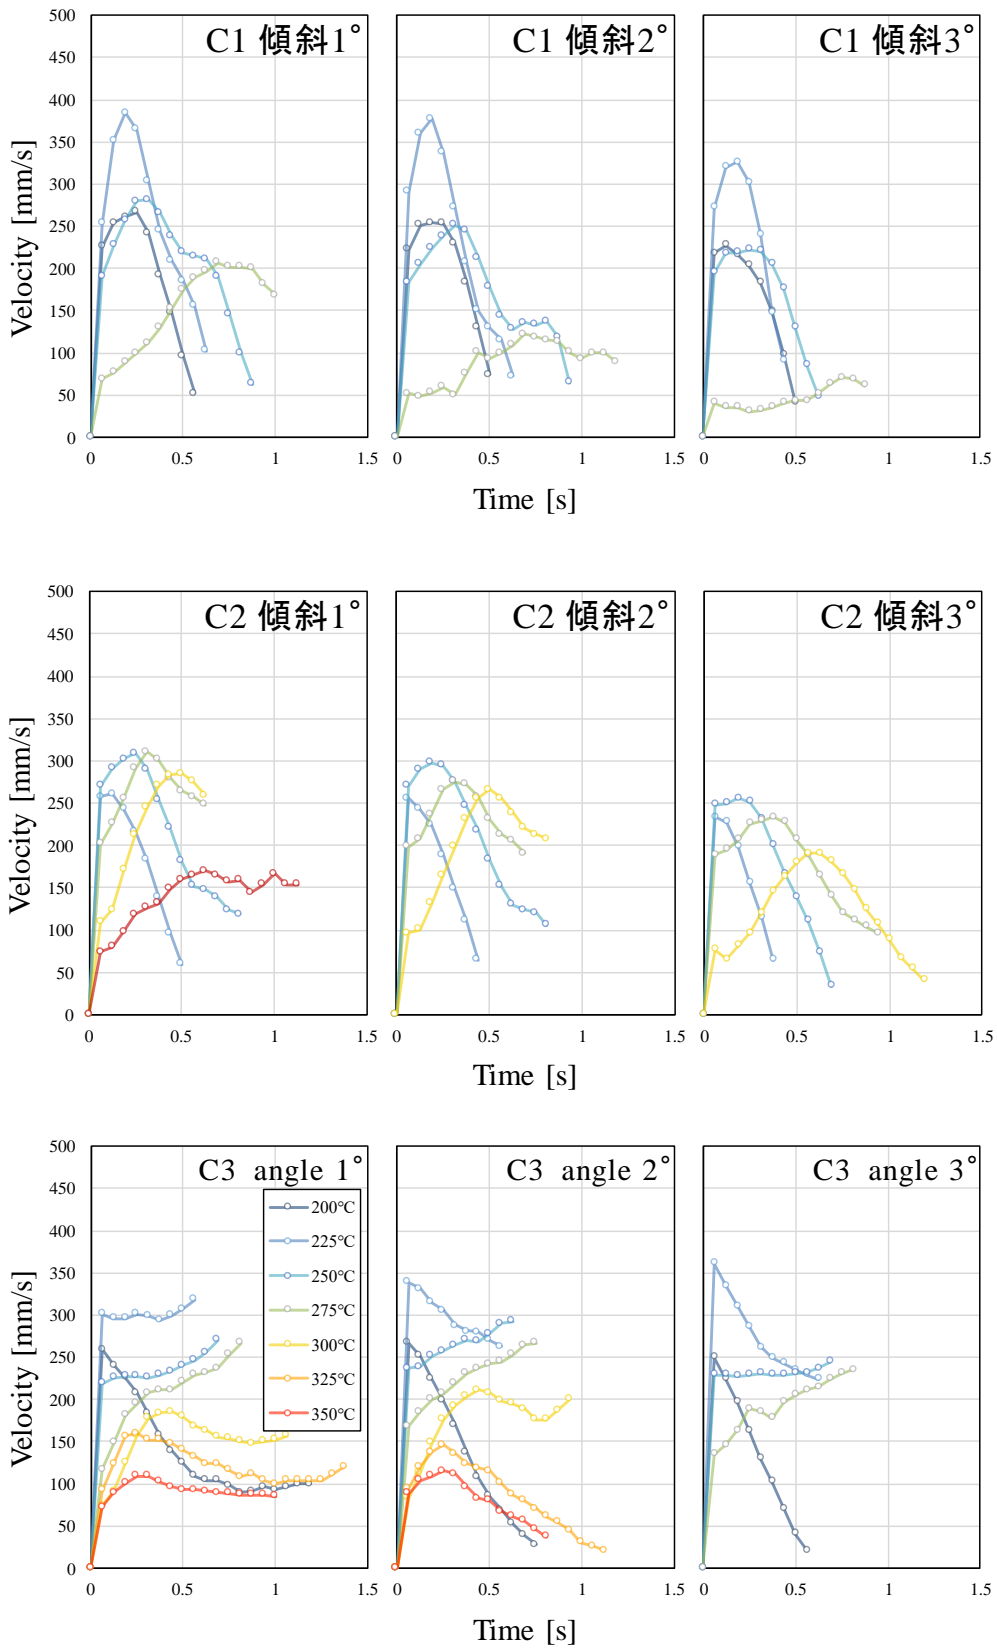 C1 傾斜1°
C1 傾斜2°
C1 傾斜3°
500
450
400
350
300
250
200
150
100
50
0
Velocity [mm/s]
0 0.5 1 1.5
0 0.5 1 1.5
0 0.5 1 1.5
Time [s]
C2 傾斜1°
C2 傾斜2°
C2 傾斜3°
500
450
400
350
300
250
200
150
100
50
0
Velocity [mm/s]
0 0.5 1 1.5
0 0.5 1 1.5
0 0.5 1 1.5
Time [s]
C3 angle 1°
C3 angle 2°
C3 angle 3°
500
450
400
350
300
250
200
150
100
50
0
Velocity [mm/s]
200℃
225℃
250℃
275℃
300℃
325℃
350℃
0 0.5 1 1.5
0 0.5 1 1.5
0 0.5 1 1.5
Time [s]